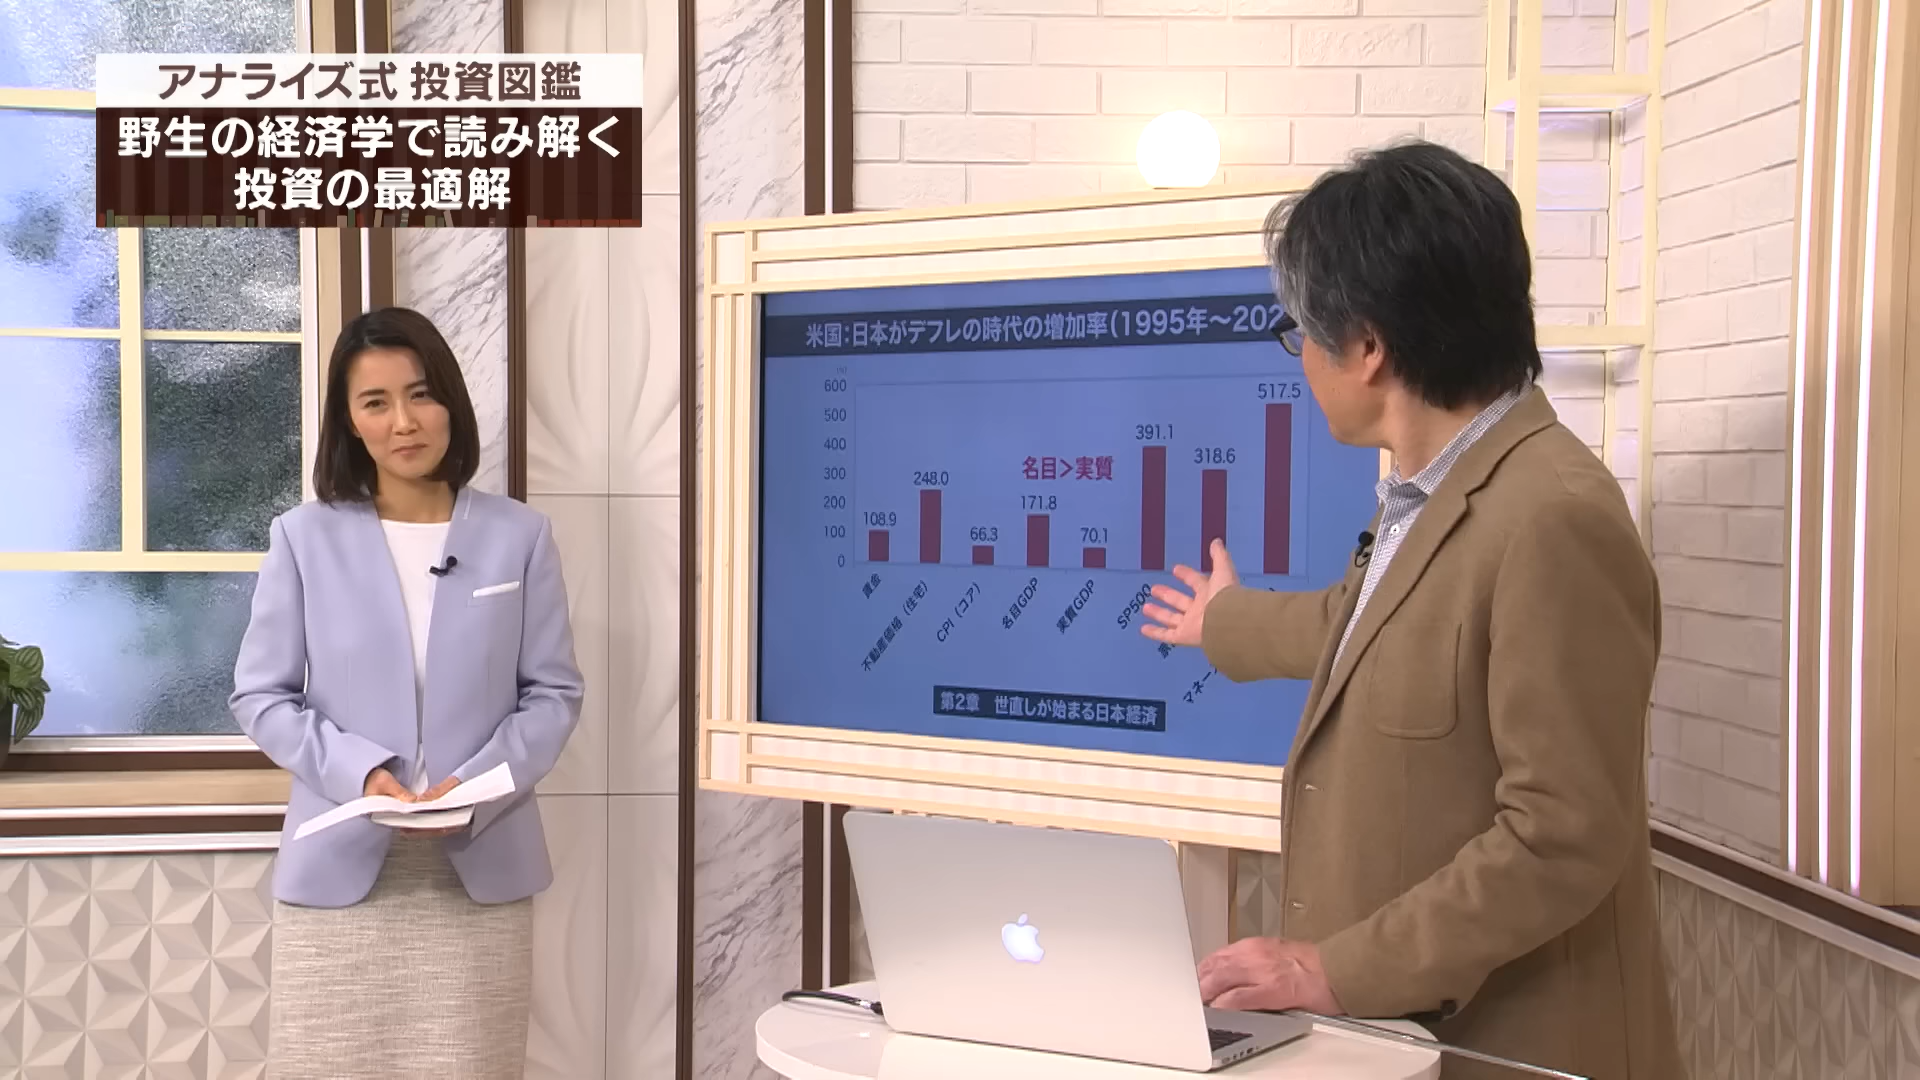 アナライズ式 投資図鑑
野生の経済学で読み解く
投資の最適解
米国：日本がデフレの時代の増加率(1995年～202
600
500
400
300
200
100
0
108.9
248.0
66.3
171.8
70.1
391.1
318.6
517.5
名目＞実質
賃金
不動産価格（住宅）
CPI（コア）
名目GDP
実質GDP
SP500
マネー
第2章 世直しが始まる日本経済